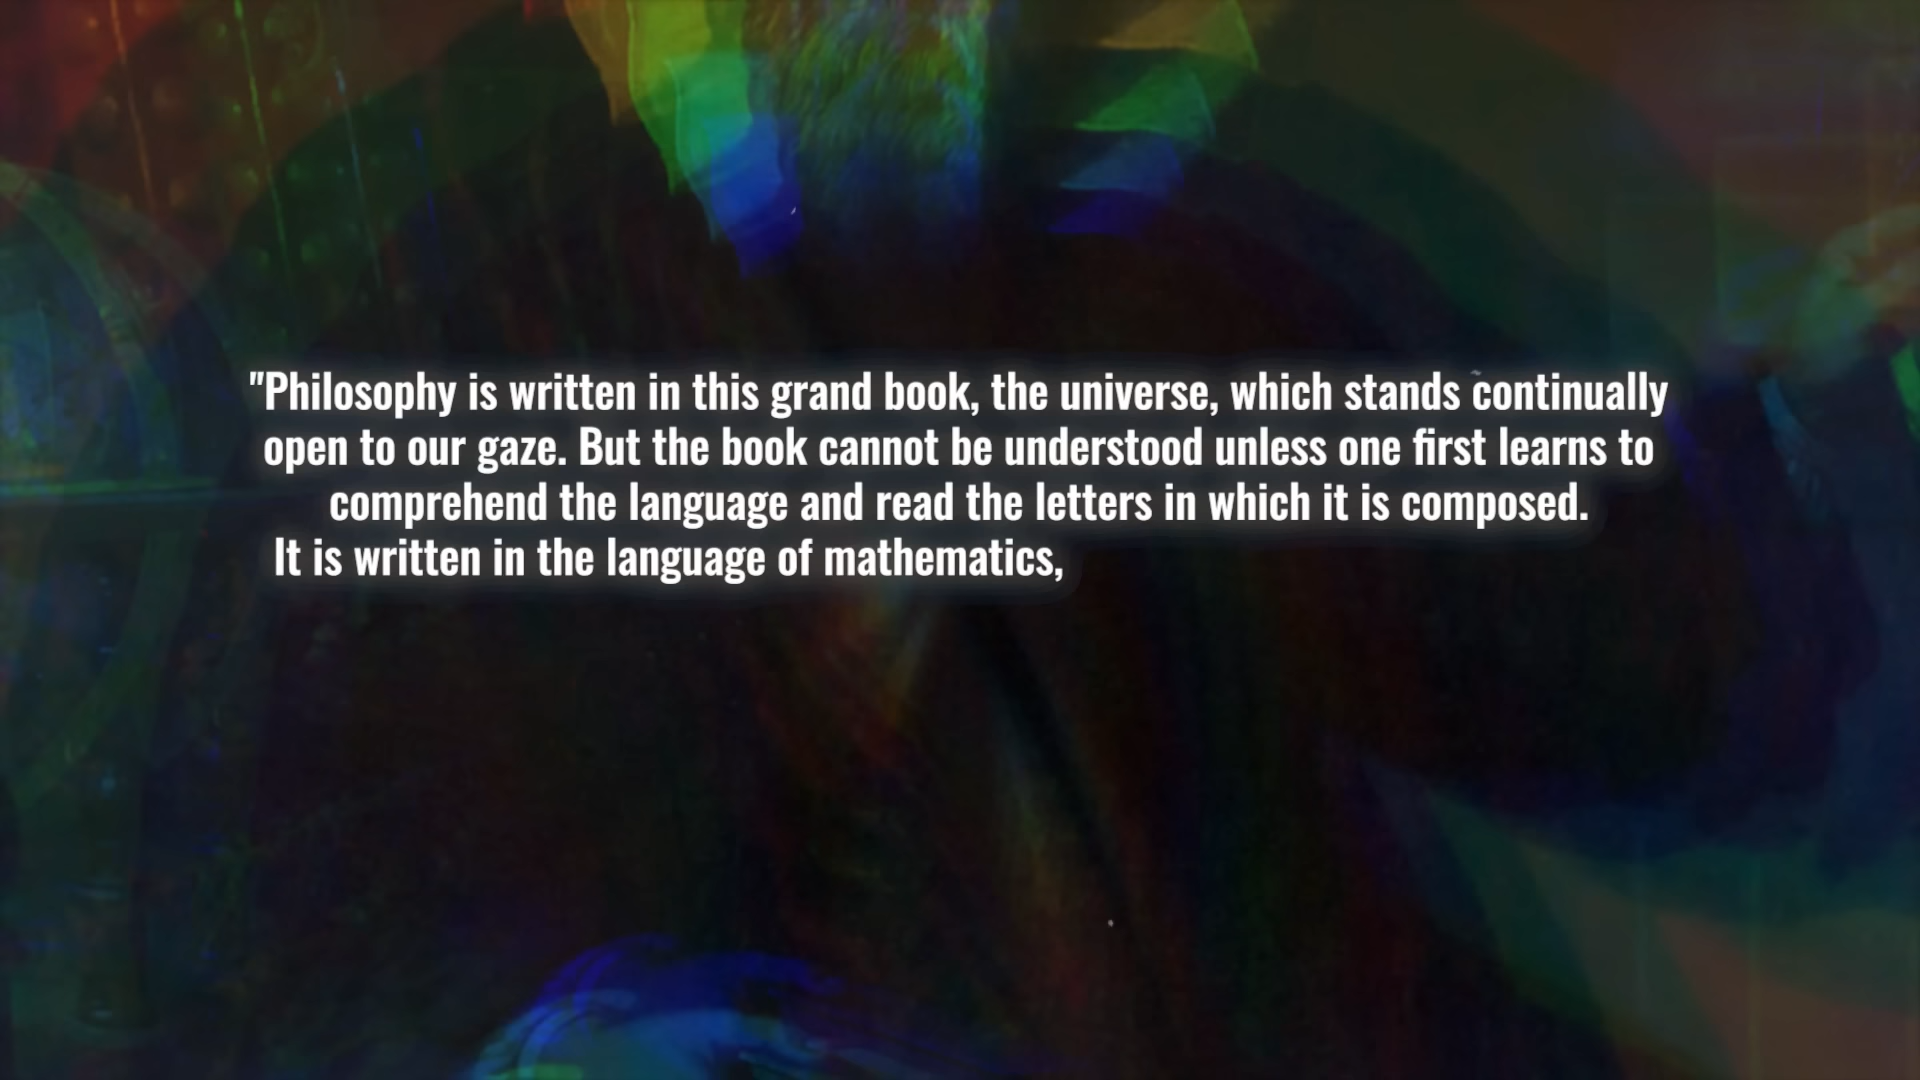 "Philosophy is written in this grand book, the universe, which stands continually
open to our gaze. But the book cannot be understood unless one first learns to
comprehend the language and read the letters in which it is composed.
It is written in the language of mathematics,